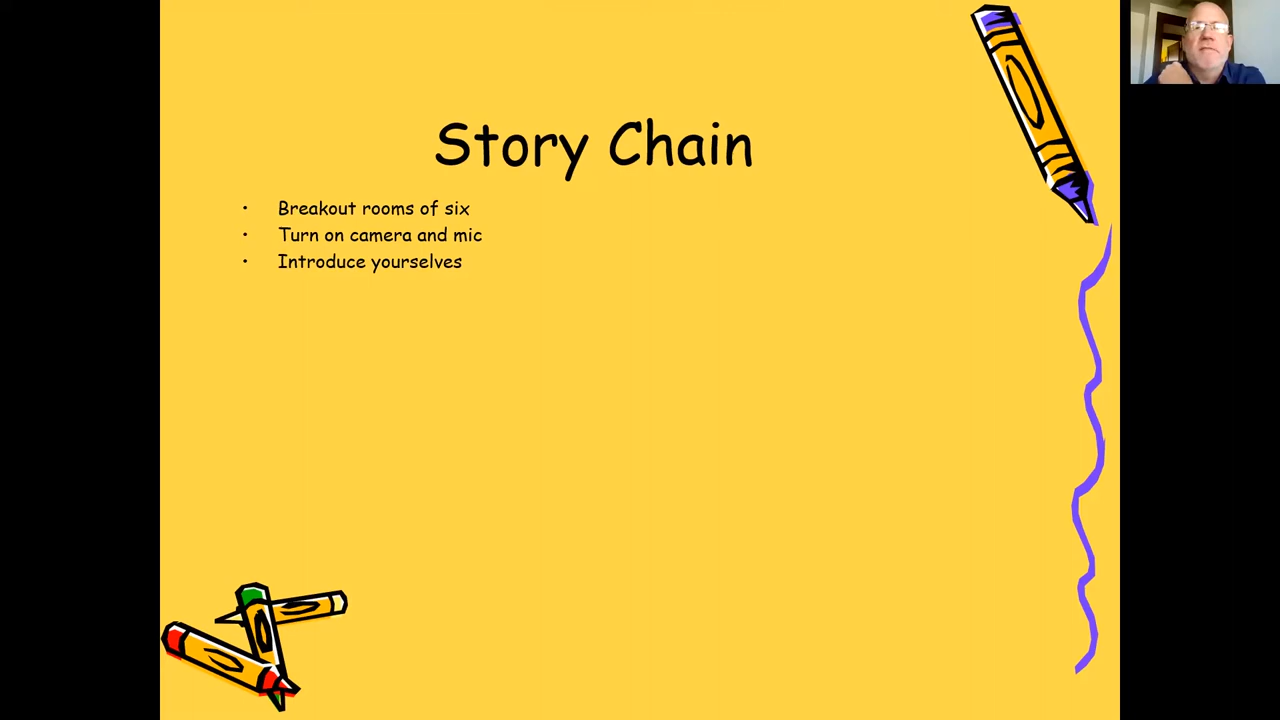 Story Chain
• Breakout rooms of six
• Turn on camera and mic
• Introduce yourselves